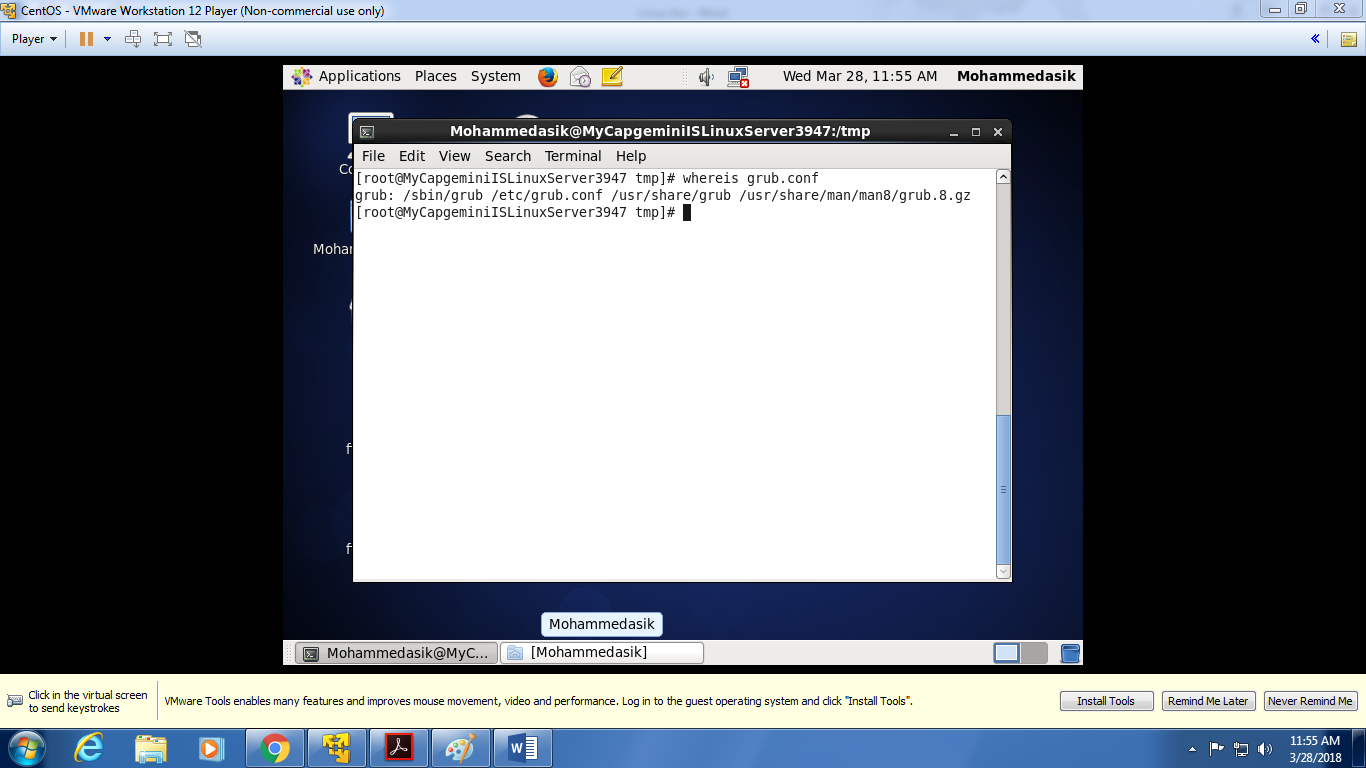 CentOS - VMware Workstation 12 Player (Non-commercial use only)
Player
Applications Places System Wed Mar 28, 11:55 AM Mohammedasik
Mohammedasik@MyCapgeminiISLinuxServer3947:/tmp
File Edit View Search Terminal Help
[root@MyCapgeminiISLinuxServer3947 tmp]# whereis grub.conf
grub: /sbin/grub /etc/grub.conf /usr/share/grub /usr/share/man/man8/grub.8.gz
[root@MyCapgeminiISLinuxServer3947 tmp]#
Moha
Mohammedasik
Mohammedasik@MyC... [Mohammedasik]
Click in the virtual screen
to send keystrokes
VMware Tools enables many features and improves mouse movement, video and performance. Log in to the guest operating system and click "Install Tools".
Install Tools Remind Me Later Never Remind Me
11:55 AM
3/28/2018